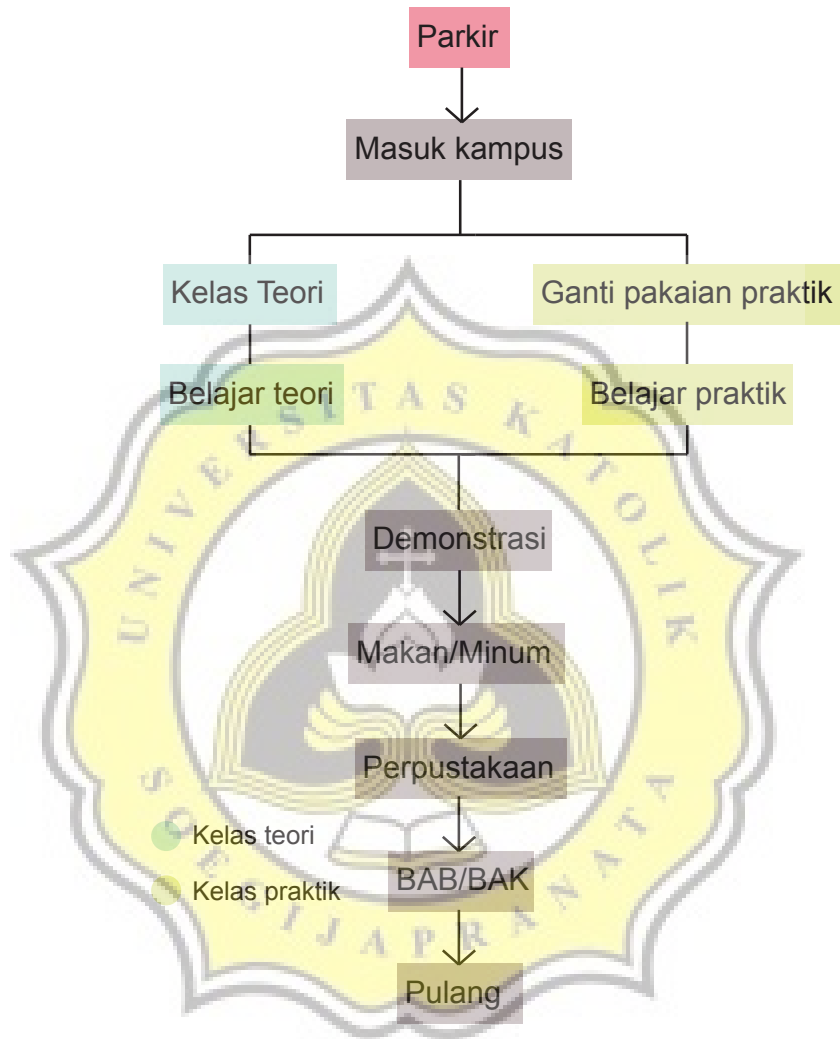 Parkir
Masuk kampus
Kelas Teori
Ganti pakaian praktik
Belajar teori
Belajar praktik
Demonstrasi
Makan/Minum
Perpustakaan
Kelas teori
BAB/BAK
Kelas praktik
Pulang
UNIVERSITAS KATOLIK
SOEGIJAPRANATA